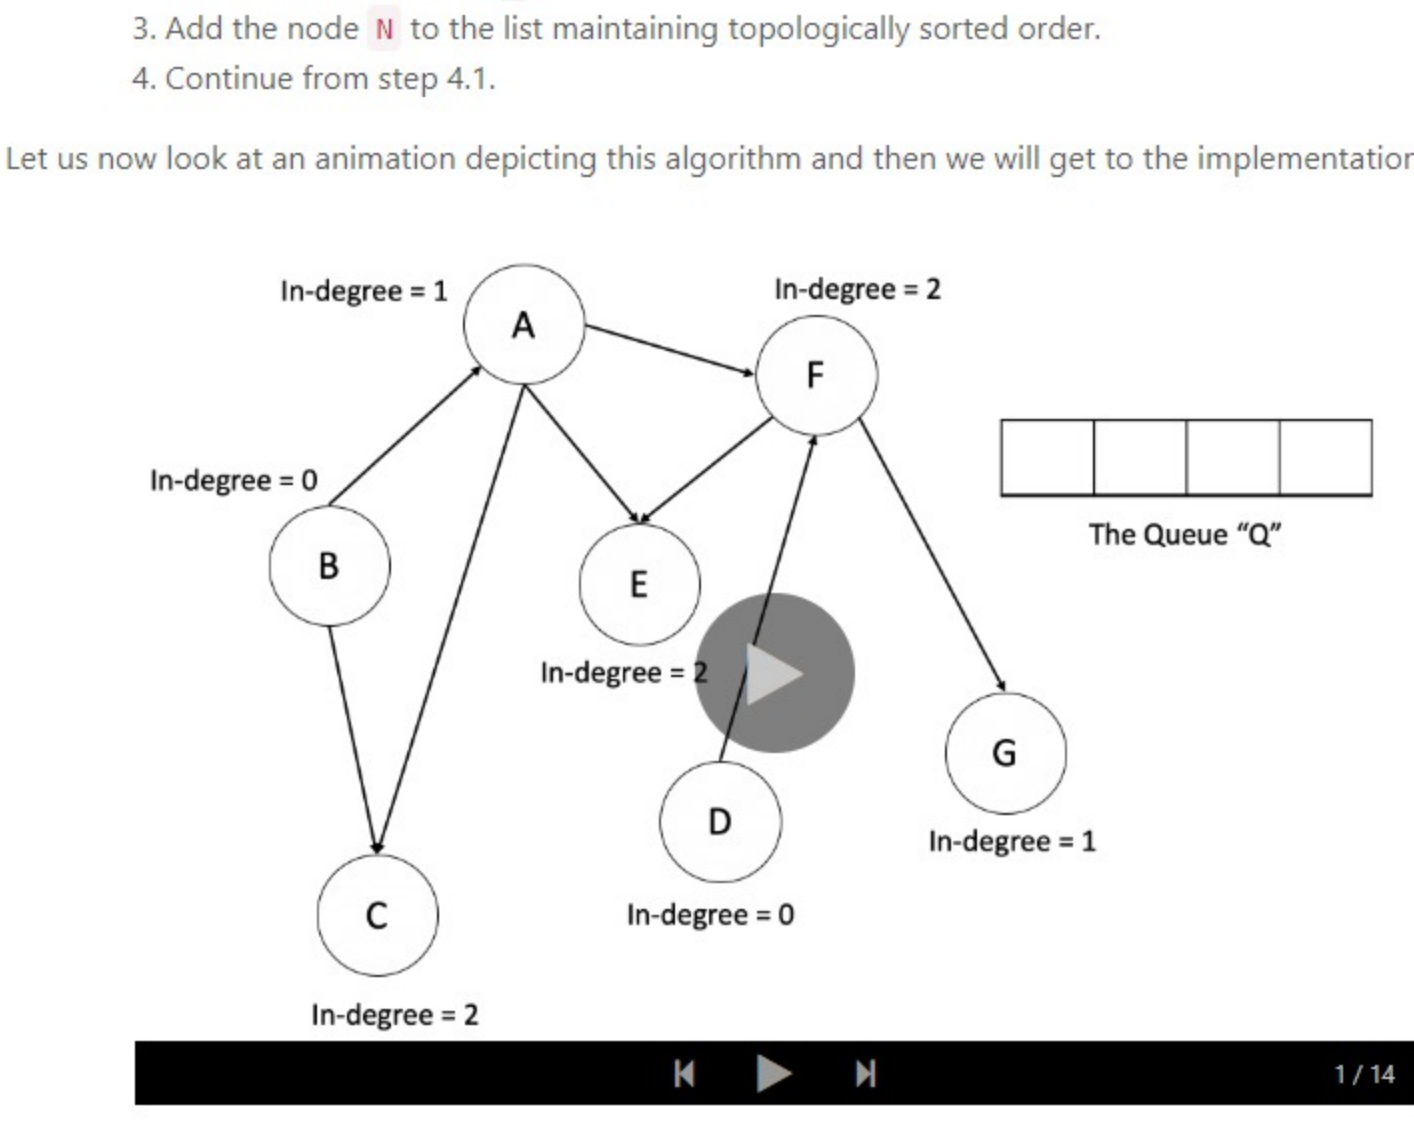 3. Add the node N to the list maintaining topologically sorted order.
4. Continue from step 4.1.
Let us now look at an animation depicting this algorithm and then we will get to the implementation
In-degree = 1
A
In-degree = 2
F
In-degree = 0
B
E
The Queue “Q”
In-degree = 2
G
D
In-degree = 1
C
In-degree = 0
In-degree = 2
1 / 14